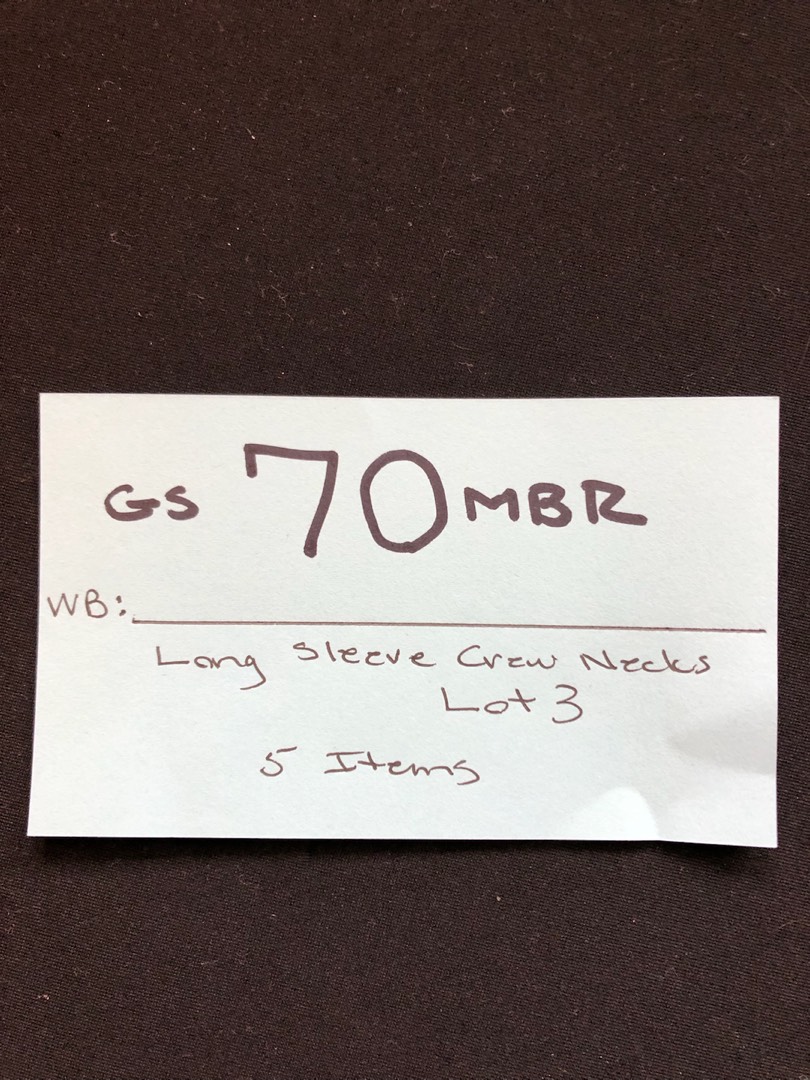 GS 70 MBR
WB:
Long Sleeve Crew Necks
Lot 3
5 Items